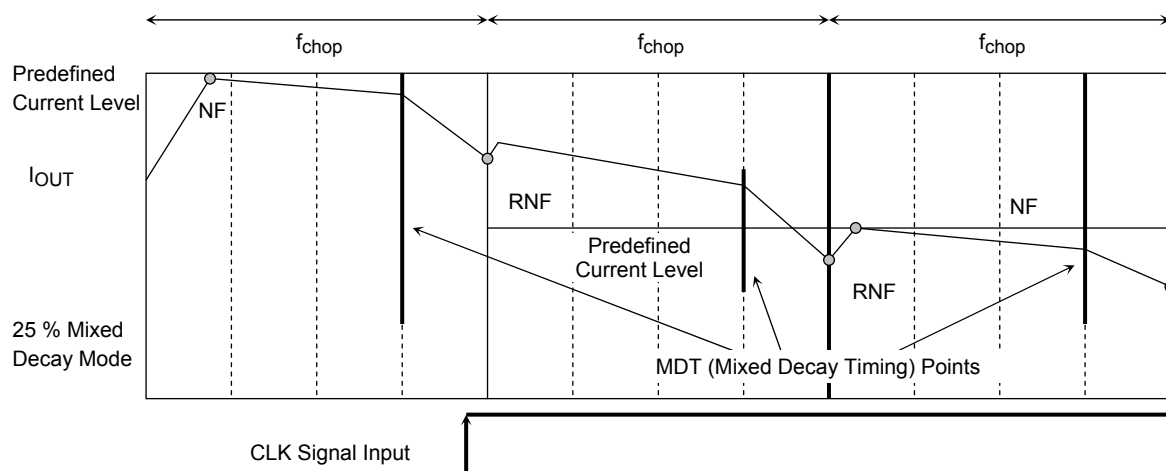 fchop
fchop
fchop
Predefined
Current Level
NF
IOUT
RNF
NF
Predefined
Current Level
RNF
25 % Mixed
Decay Mode
MDT (Mixed Decay Timing) Points
CLK Signal Input